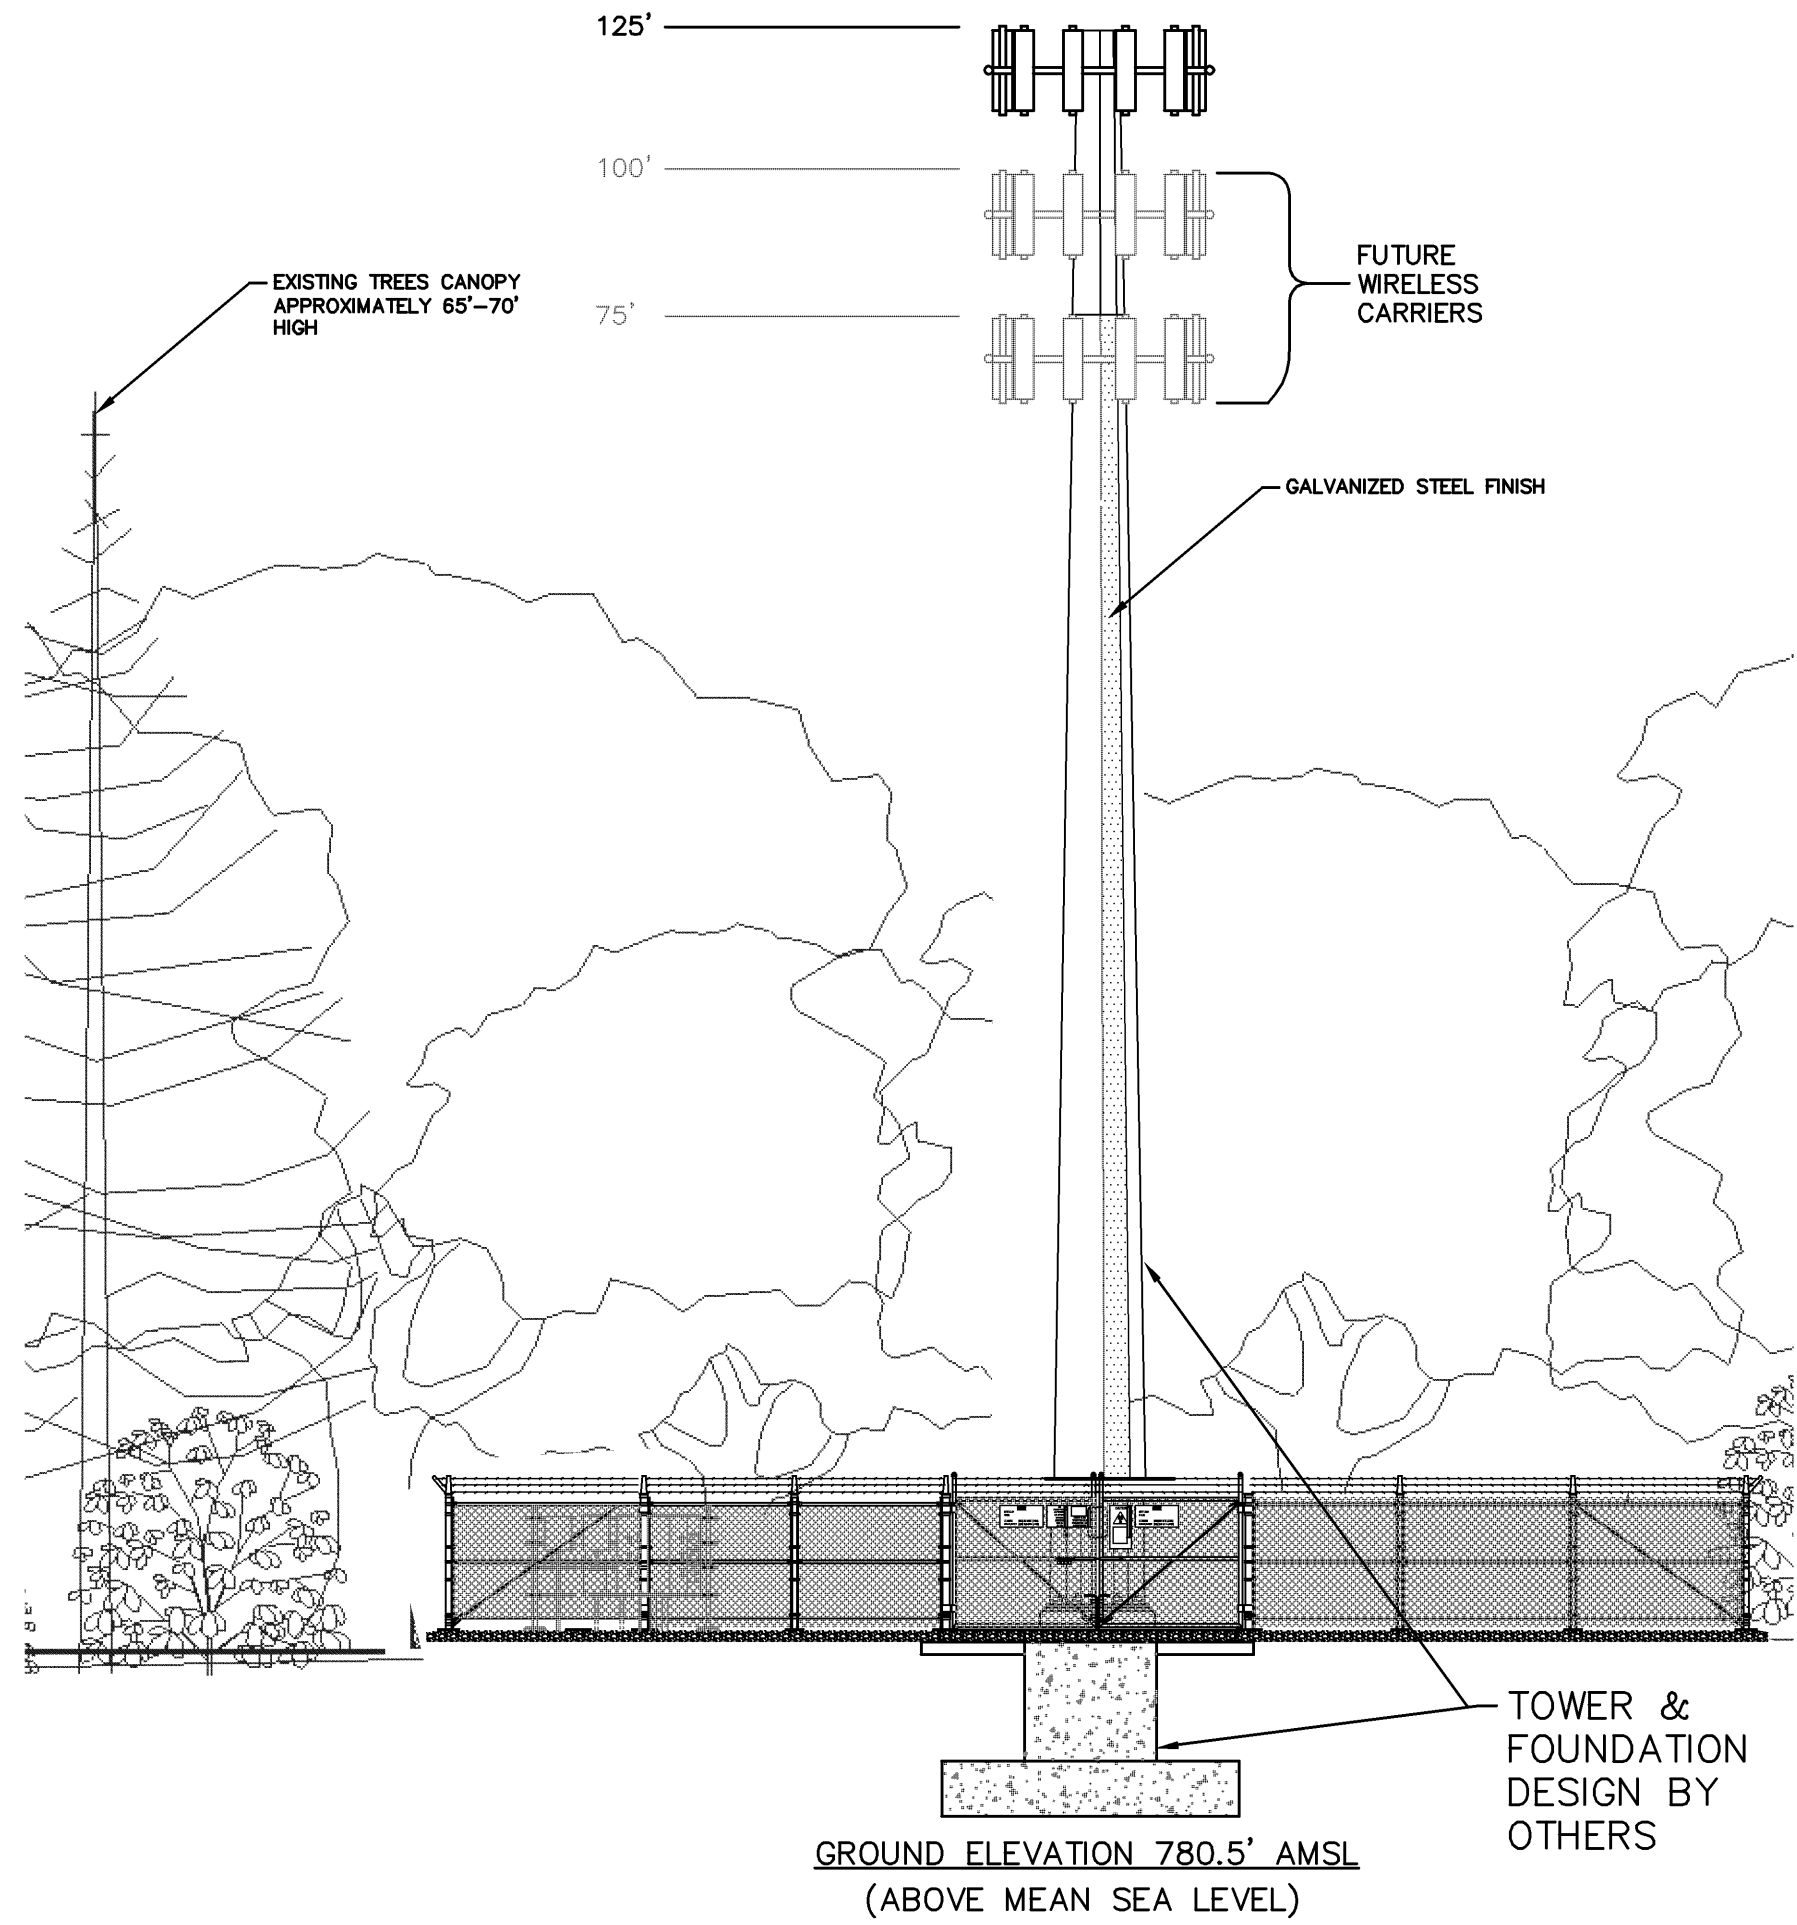 125'
100'
75'
EXISTING TREES CANOPY
APPROXIMATELY 65'-70'
HIGH
FUTURE
WIRELESS
CARRIERS
GALVANIZED STEEL FINISH
TOWER &
FOUNDATION
DESIGN BY
OTHERS
GROUND ELEVATION 780.5' AMSL
(ABOVE MEAN SEA LEVEL)